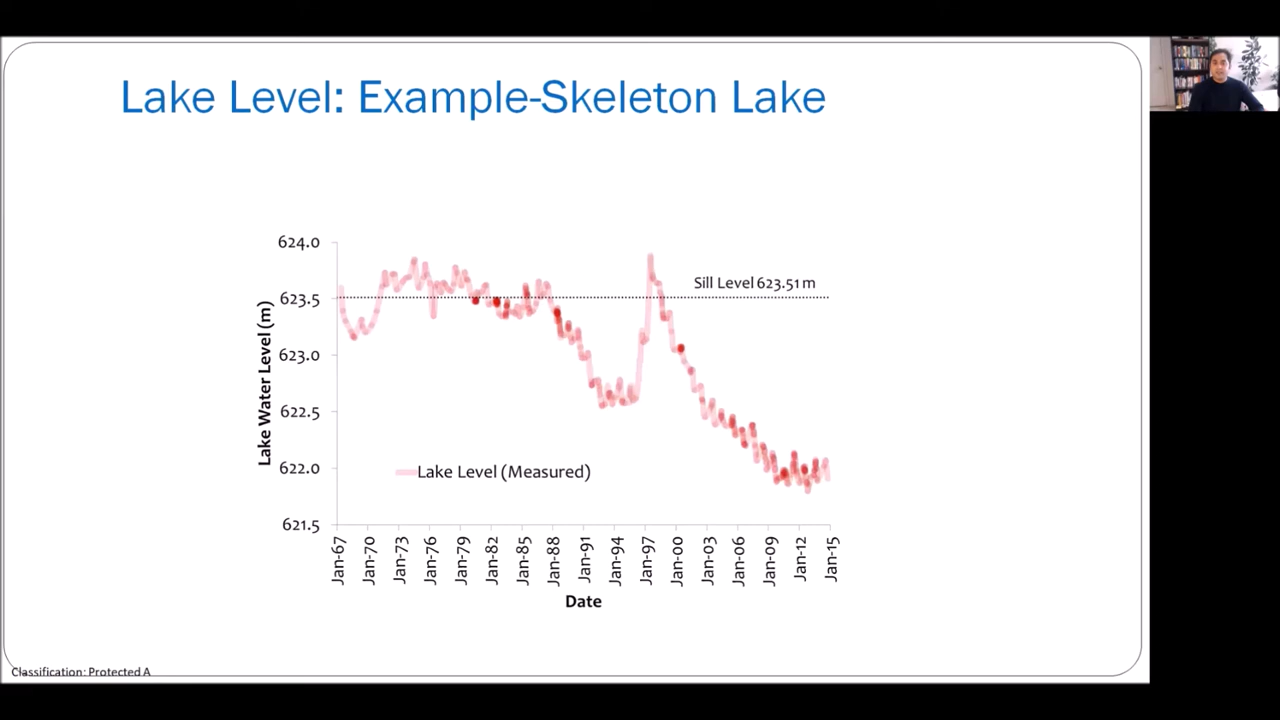 Lake Level: Example-Skeleton Lake
Lake Water Level (m)
624.0
623.5
623.0
622.5
622.0
621.5
Sill Level 623.51 m
Lake Level (Measured)
Jan-67
Jan-70
Jan-73
Jan-76
Jan-79
Jan-82
Jan-85
Jan-88
Jan-91
Jan-94
Jan-97
Jan-00
Jan-03
Jan-06
Jan-09
Jan-12
Jan-15
Date
Classification: Protected A